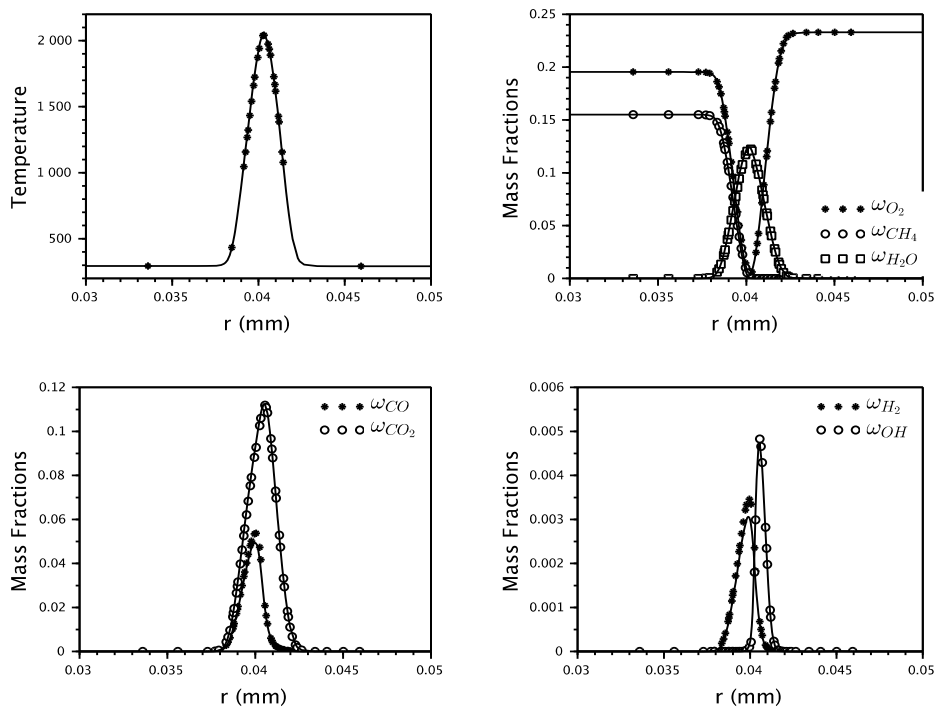 Temperature
2 000
1 500
1 000
500
0.03 0.035 0.04 0.045 0.05
r (mm)
Mass Fractions
0.25
0.2
0.15
0.1
0.05
0
ω_{O_2}
ω_{CH_4}
ω_{H_2O}
0.03 0.035 0.04 0.045 0.05
r (mm)
Mass Fractions
0.12
0.1
0.08
0.06
0.04
0.02
0
ω_{CO}
ω_{CO_2}
0.03 0.035 0.04 0.045 0.05
r (mm)
Mass Fractions
0.006
0.005
0.004
0.003
0.002
0.001
0
ω_{H_2}
ω_{OH}
0.03 0.035 0.04 0.045 0.05
r (mm)